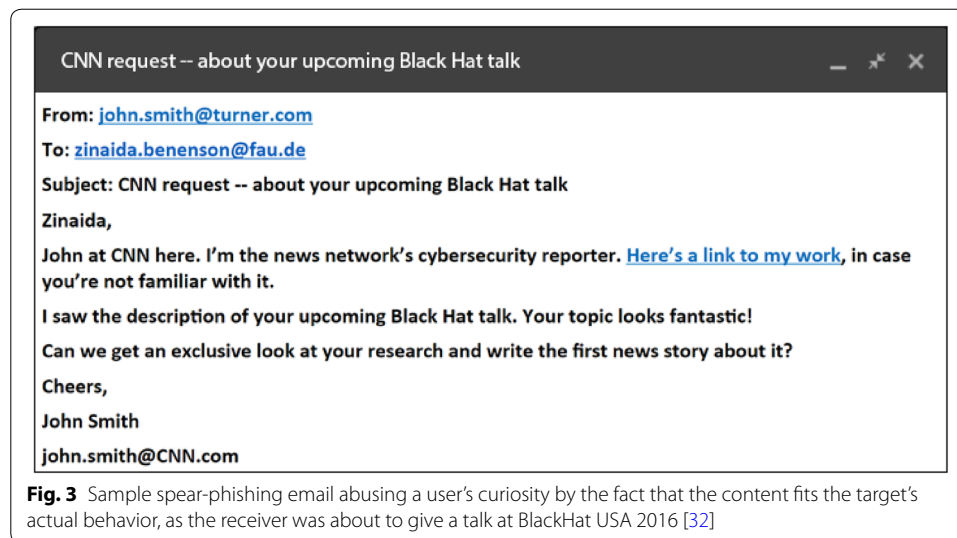 CNN request -- about your upcoming Black Hat talk
From: john.smith@turner.com
To: zinaida.benenson@fau.de
Subject: CNN request -- about your upcoming Black Hat talk
Zinaida,
John at CNN here. I'm the news network's cybersecurity reporter. Here's a link to my work, in case
you're not familiar with it.
I saw the description of your upcoming Black Hat talk. Your topic looks fantastic!
Can we get an exclusive look at your research and write the first news story about it?
Cheers,
John Smith
john.smith@CNN.com
Fig. 3 Sample spear-phishing email abusing a user's curiosity by the fact that the content fits the target's
actual behavior, as the receiver was about to give a talk at BlackHat USA 2016 [32]